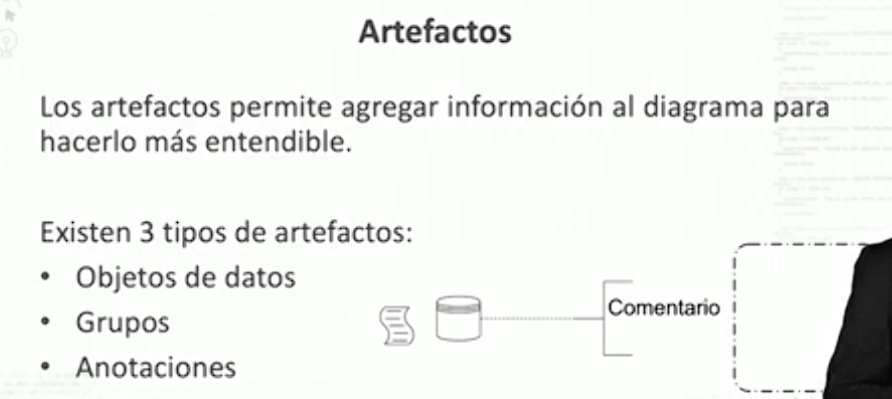 Artefactos
Los artefactos permite agregar información al diagrama para
hacerlo más entendible.
Existen 3 tipos de artefactos:
• Objetos de datos
• Grupos
• Anotaciones
Comentario